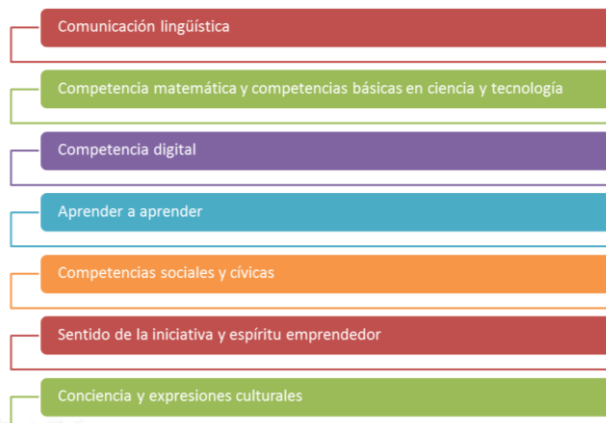 Comunicación lingüística
Competencia matemática y competencias básicas en ciencia y tecnología
Competencia digital
Aprender a aprender
Competencias sociales y cívicas
Sentido de la iniciativa y espíritu emprendedor
Conciencia y expresiones culturales